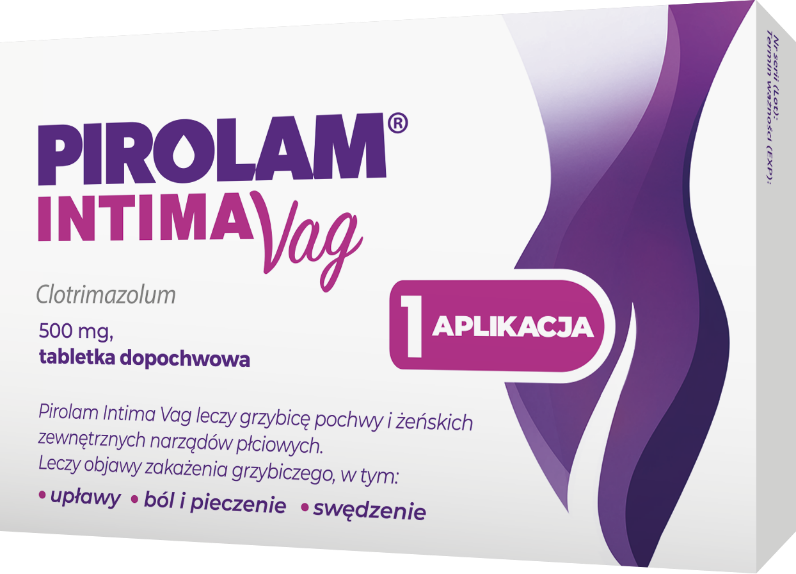 PIROLAM®
INTIMA Vag
Clotrimazolum
500 mg,
tabletka dopochwowa
1 APLIKACJA
Pirolam Intima Vag leczy grzybicę pochwy i żeńskich
zewnętrznych narządów płciowych.
Leczy objawy zakażenia grzybiczego, w tym:
• upławy • ból i pieczenie • swędzenie
Nr serii (Lot):
Termin ważności (EXP):